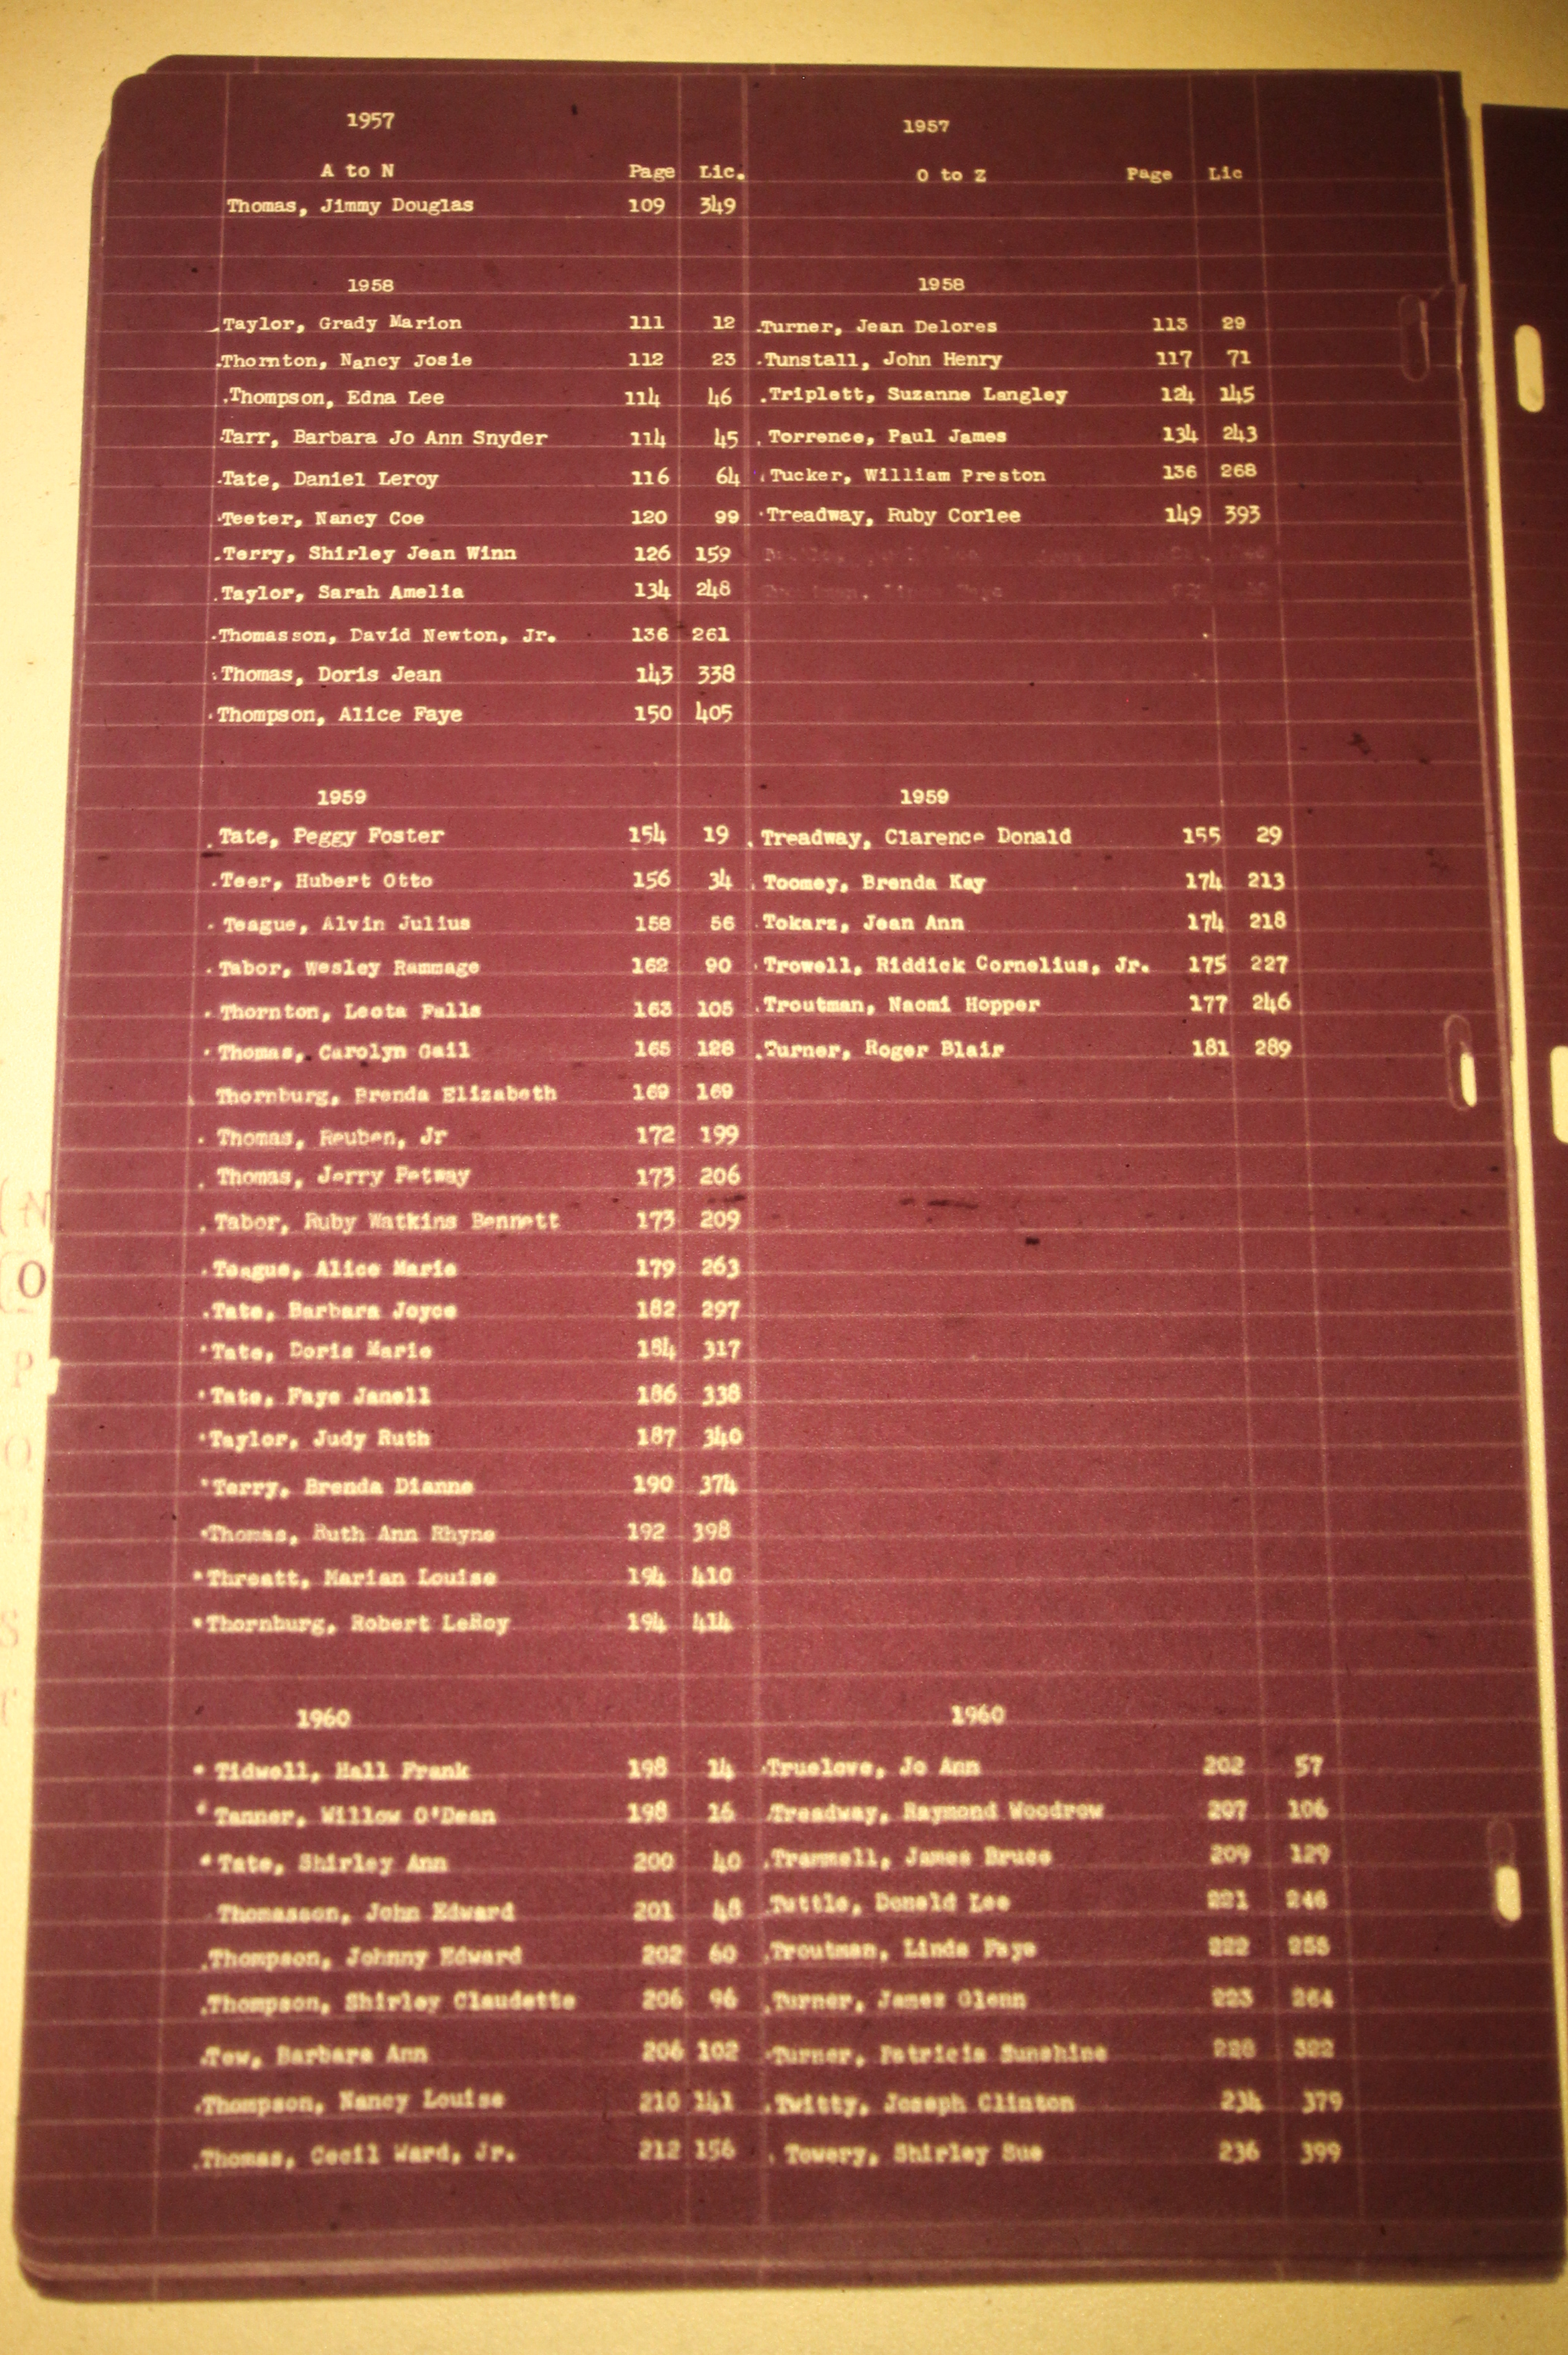 1957
A to N Page Lic.
Thomas, Jimmy Douglas 109 349
1958
Taylor, Grady Marion 111 12
Thornton, Nancy Josie 112 23
Thompson, Edna Lee 114 46
Tarr, Barbara Jo Ann Snyder 114 45
Tate, Daniel Leroy 116 64
Teeter, Nancy Coe 120 99
Terry, Shirley Jean Winn 126 159
Taylor, Sarah Amelia 134 248
Thomasson, David Newton, Jr. 136 261
Thomas, Doris Jean 143 338
Thompson, Alice Faye 150 405
1959
Tate, Peggy Foster 154 19
Teer, Hubert Otto 156 34
Teague, Alvin Julius 158 56
Tabor, Wesley Rammage 162 90
Thornton, Leota Falls 163 105
Thomas, Carolyn Gail 165 128
Thornburg, Brenda Elizabeth 169 169
Thomas, Reuben, Jr 172 199
Thomas, Jerry Petway 173 206
Tabor, Ruby Watkins Bennett 173 209
Teague, Alice Marie 179 263
Tate, Barbara Joyce 182 297
Tate, Doris Marie 184 317
Tate, Faye Janell 186 338
Taylor, Judy Ruth 187 340
Terry, Brenda Dianne 190 374
Thomas, Ruth Ann Rhyne 192 398
Threatt, Marian Louise 194 410
Thornburg, Robert LeRoy 194 414
1960
Tidwell, Hall Frank 198 14
Tanner, Willow O'Dean 198 16
Tate, Shirley Ann 200 40
Thomasson, John Edward 201 48
Thompson, Johnny Edward 202 60
Thompson, Shirley Claudette 206 96
Tew, Barbara Ann 206 102
Thompson, Nancy Louise 210 141
Thomas, Cecil Ward, Jr. 212 156
1957
O to Z Page Lic
1958
Turner, Jean Delores 113 29
Tunstall, John Henry 117 71
Triplett, Suzanne Langley 124 145
Torrence, Paul James 134 243
Tucker, William Preston 136 268
Treadway, Ruby Corlee 149 393
1959
Treadway, Clarence Donald 155 29
Toomey, Brenda Kay 174 213
Tokarz, Jean Ann 174 218
Trowell, Riddick Cornelius, Jr. 175 227
Troutman, Naomi Hopper 177 246
Turner, Roger Blair 181 289
1960
Truelove, Jo Ann 202 57
Treadway, Raymond Woodrow 207 106
Trammell, James Bruce 209 129
Tuttle, Donald Lee 221 246
Troutman, Linda Faye 222 258
Turner, James Glenn 223 264
Turner, Patricia Sunshine 228 322
Twitty, Joseph Clinton 234 379
Towery, Shirley Sue 236 399
O
P
Q
S
T